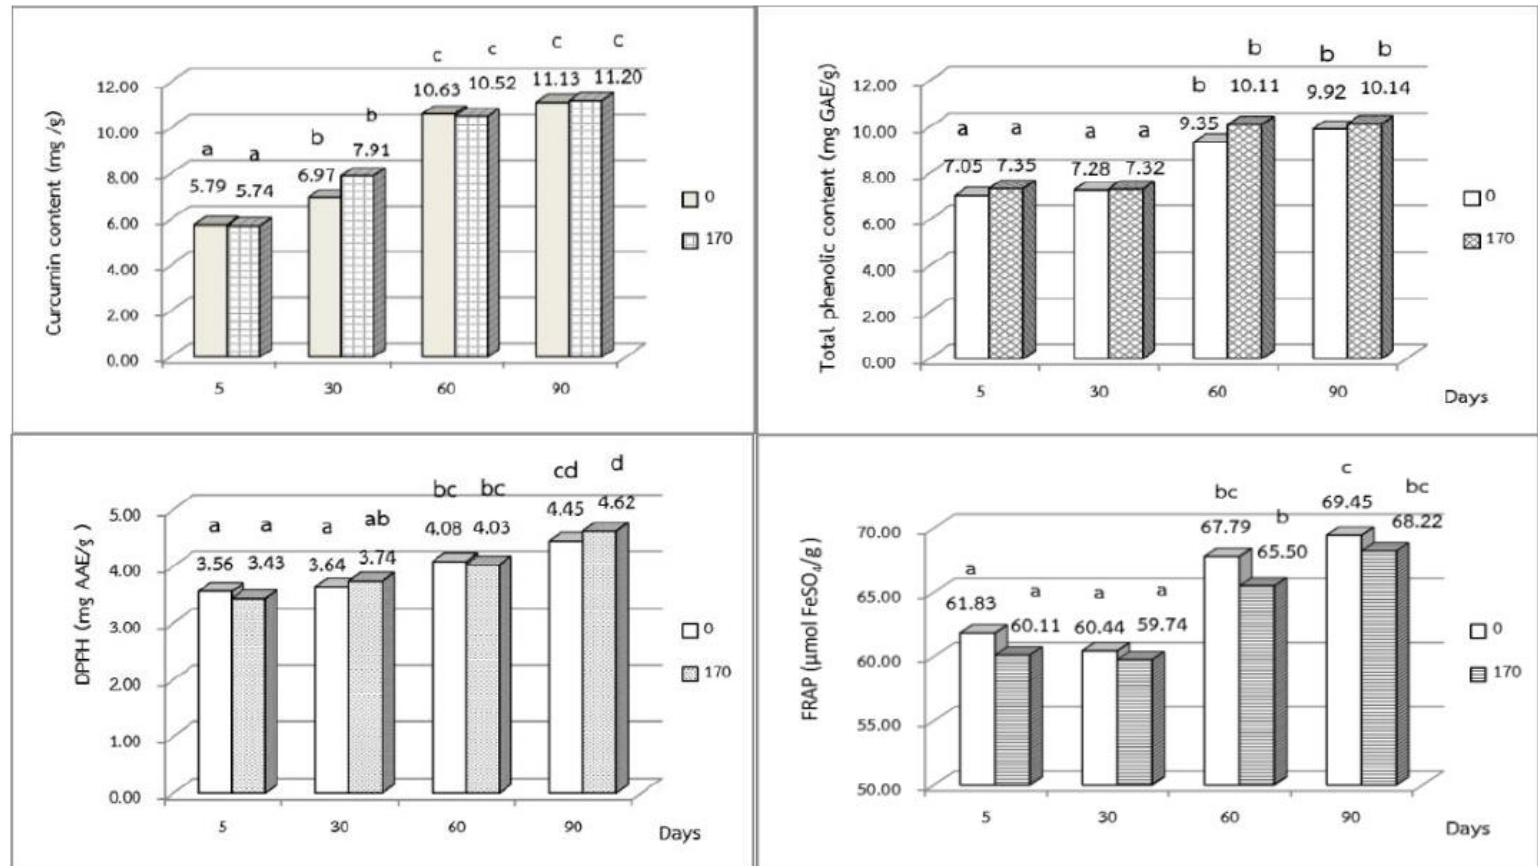 c c c c
12.00 10.63 10.52 11.13 11.20
10.00 b
b 7.91
8.00 a a 6.97
5.79 5.74
6.00
4.00
2.00
0.00
5 30 60 90
Curcumin content (mg /g)
0
170
b b b
12.00 b 10.11 9.92 10.14
10.00 a a a a 9.35
8.00 7.05 7.35 7.28 7.32
6.00
4.00
2.00
0.00
5 30 60 90 Days
Total phenolic content (mg GAE/g)
0
170
cd d
bc bc 4.45 4.62
5.00 a a a ab 4.08 4.03
4.00 3.56 3.43 3.64 3.74
3.00
2.00
1.00
0.00
5 30 60 90 Days
DPPH (mg AAE/g )
0
170
c
bc 69.45 bc
70.00 67.79 b 68.22
65.50
65.00 a a a a
61.83 60.11 60.44 59.74
60.00
55.00
50.00
5 30 60 90 Days
FRAP (μmol FeSO₄/g)
0
170